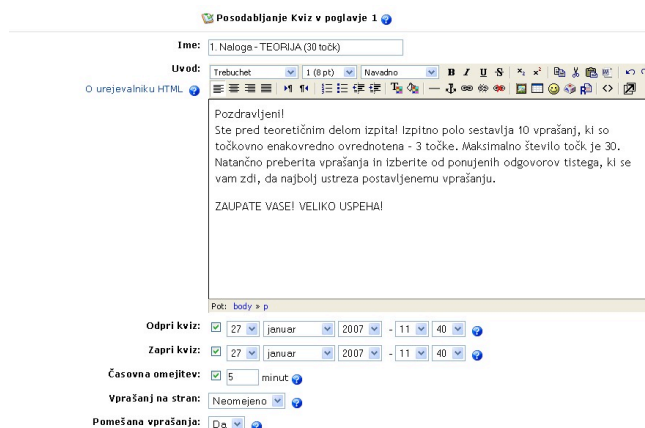 Posodabljanje Kviz v poglavje 1
Ime: 1. Naloga - TEORIJA (30 točk)
Uvod: Trebuchet 1 (8 pt) Navadno B I U S x₂ x²
O urejevalniku HTML
Pozdravljeni!
Ste pred teoretičnim delom izpita! Izpitno polo sestavlja 10 vprašanj, ki so
točkovno enakovredno ovrednotena - 3 točke. Maksimalno število točk je 30.
Natančno preberita vprašanja in izberite od ponujenih odgovorov tistega, ki se
vam zdi, da najbolj ustreza postavljenemu vprašanju.
ZAUPATE VASE! VELIKO USPEHA!
Pot: body » p
Odpri kviz: 27 januar 2007 - 11 40
Zapri kviz: 27 januar 2007 - 11 40
Časovna omejitev: 5 minut
Vprašanj na stran: Neomejeno
Pomešana vprašanja: Da